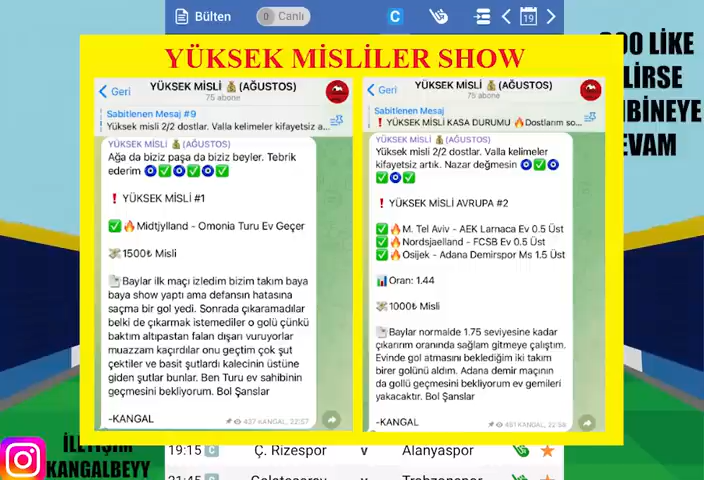 Bülten
0 Canlı
C
19
00 LİKE
LİRSE
MBİNEYE
EVAM
YÜKSEK MİSLİLER SHOW
Geri
YÜKSEK MİSLİ 💰(AĞUSTOS)
75 abone
Sabitlenen Mesaj #9
Yüksek misli 2/2 dostlar. Valla kelimeler kifayetsiz a...
YÜKSEK MİSLİ 💰(AĞUSTOS)
Ağa da biziz paşa da biziz beyler. Tebrik
ederim 🧿✅🧿✅🧿✅
❗ YÜKSEK MİSLİ #1
✅🔥Midtjylland - Omonia Turu Ev Geçer
💸1500₺ Misli
📝Baylar ilk maçı izledim bizim takım baya
baya show yaptı ama defansın hatasına
saçma bir gol yedi. Sonrada çıkaramadılar
belki de çıkarmak istemediler o golü çünkü
baktım altıpastan falan dışarı vuruyorlar
muazzam kaçırdılar onu geçtim çok şut
çektiler ve basit şutlardı kalecinin üstüne
giden şutlar bunlar. Ben Turu ev sahibinin
geçmesini bekliyorum. Bol Şanslar
-KANGAL
437 KANGAL, 22:57
Geri
YÜKSEK MİSLİ 💰(AĞUSTOS)
75 abone
Sabitlenen Mesaj
❗ YÜKSEK MİSLİ KASA DURUMU 🔥Dostlarım so...
YÜKSEK MİSLİ 💰(AĞUSTOS)
Yüksek misli 2/2 dostlar. Valla kelimeler
kifayetsiz artık. Nazar değmesin 🧿✅🧿
✅🧿✅
❗ YÜKSEK MİSLİ AVRUPA #2
✅🔥M. Tel Aviv - AEK Larnaca Ev 0.5 Üst
✅🔥Nordsjaelland - FCSB Ev 0.5 Üst
✅🔥Osijek - Adana Demirspor Ms 1.5 Üst
📊Oran: 1.44
💸1000₺ Misli
📝Baylar normalde 1.75 seviyesine kadar
çıkarırım oranında sağlam gitmeye çalıştım.
Evinde gol atmasını beklediğim iki takım
birer golünü aldım. Adana demir maçının
da gollü geçmesini bekliyorum ev gemileri
yakacaktır. Bol Şanslar
-KANGAL
451 KANGAL, 22:58
19:15 C Ç. Rizespor v Alanyaspor
21:45 Galatasaray v Trabzonspor
İLETİŞİM
KANGALBEYY